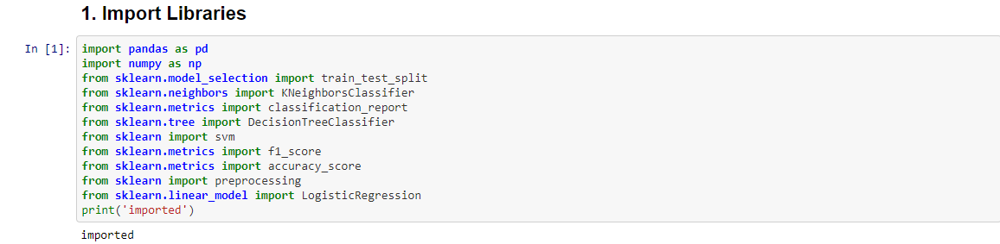 1. Import Libraries
In [1]:
import pandas as pd
import numpy as np
from sklearn.model_selection import train_test_split
from sklearn.neighbors import KNeighborsClassifier
from sklearn.metrics import classification_report
from sklearn.tree import DecisionTreeClassifier
from sklearn import svm
from sklearn.metrics import f1_score
from sklearn.metrics import accuracy_score
from sklearn import preprocessing
from sklearn.linear_model import LogisticRegression
print('imported')
imported